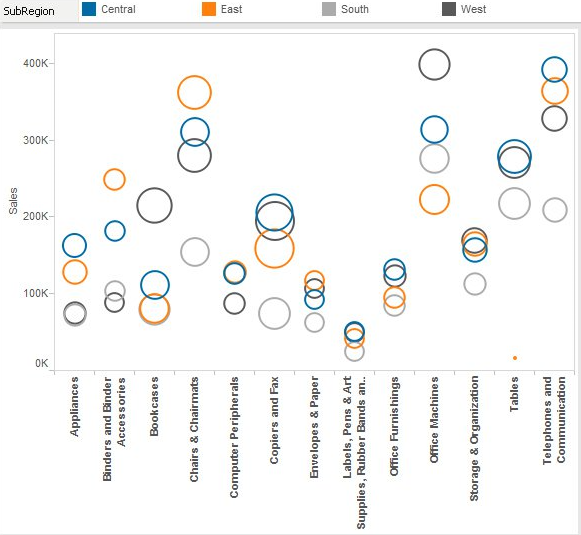 SubRegion
Central
East
South
West
400K
300K
200K
100K
0K
Sales
Appliances
Binders and Binder
Accessories
Bookcases
Chairs & Chairmats
Computer Peripherals
Copiers and Fax
Envelopes & Paper
Labels, Pens & Art
Supplies, Rubber Bands an..
Office Furnishings
Office Machines
Storage & Organization
Tables
Telephones and
Communication